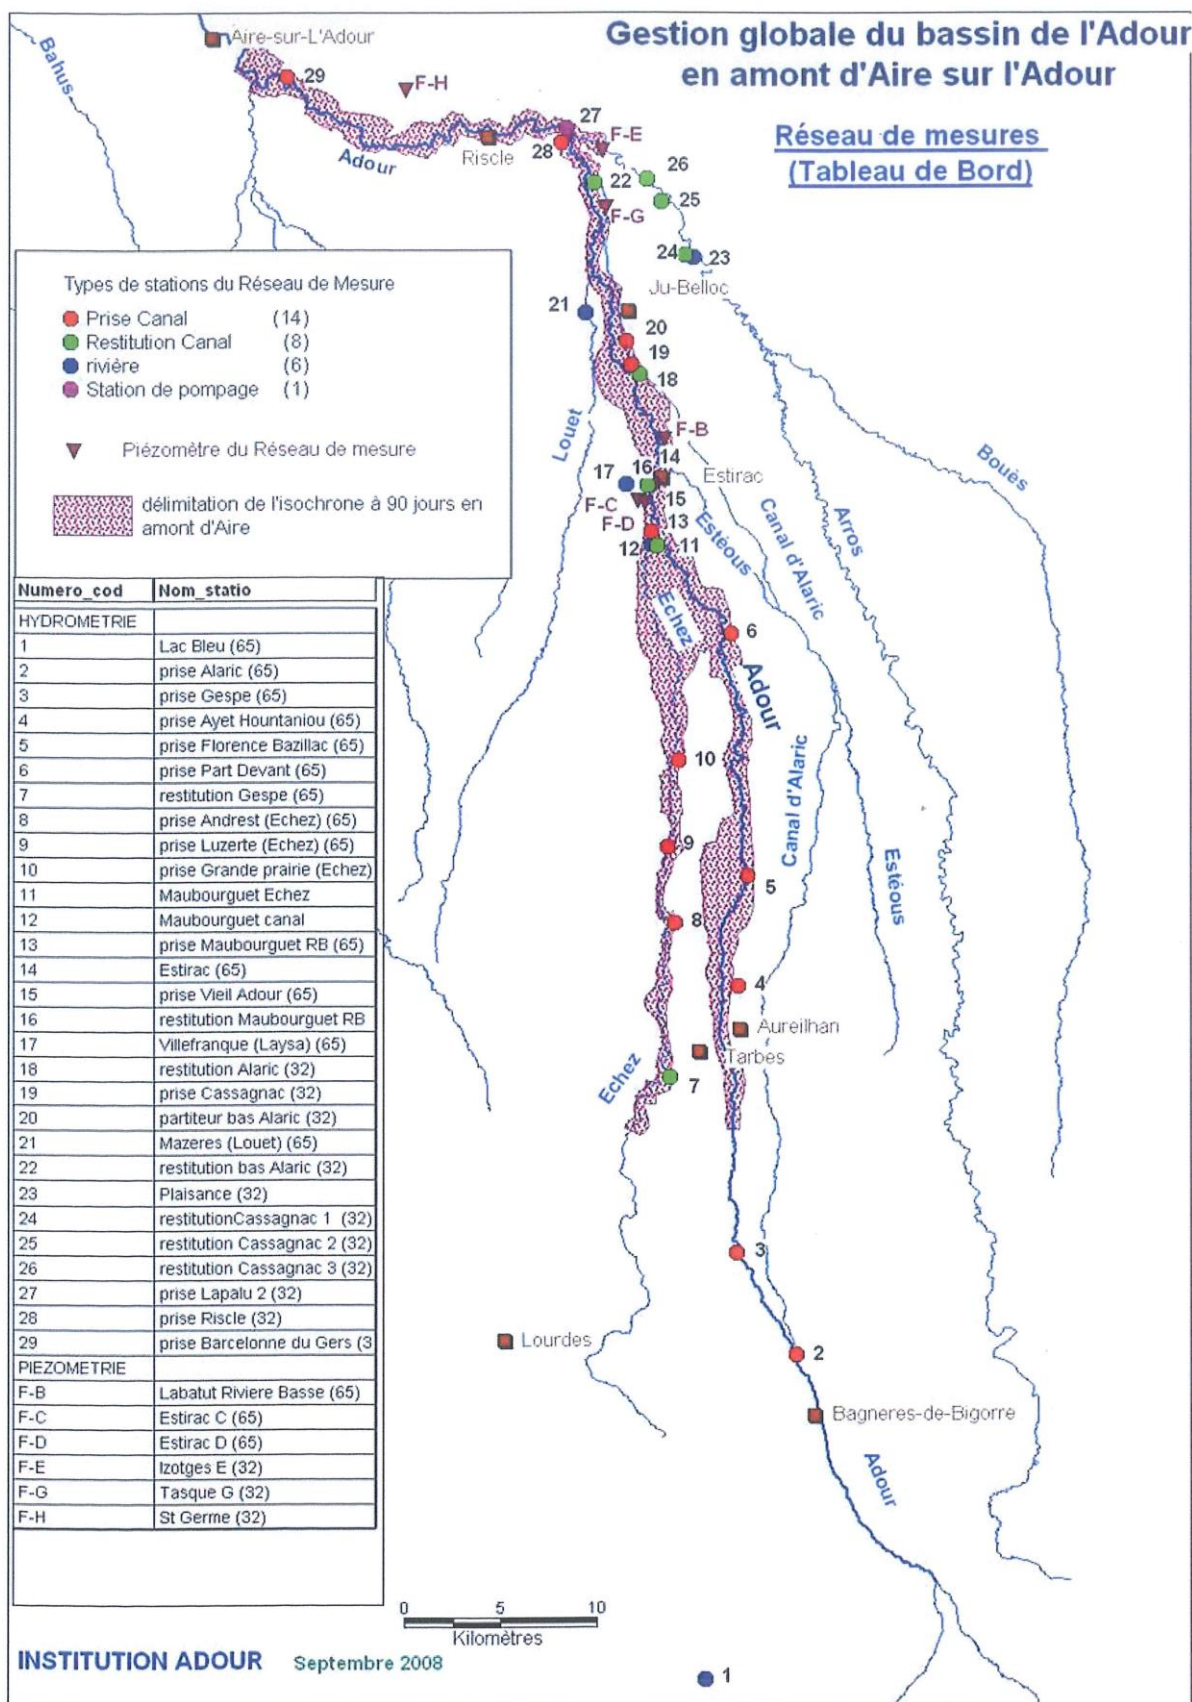 Gestion globale du bassin de l'Adour
en amont d'Aire sur l'Adour
Réseau de mesures
(Tableau de Bord)
Bahus
Aire-sur-L'Adour
29
F-H
27
F-E
28
Riscle
Adour
22
26
25
F-G
24
23
Ju-Belloc
21
20
19
18
F-B
Louet
14
17
16
Estirac
15
F-C
F-D
13
12
11
Estéous
Canal d'Alaric
Arros
Bouès
Echez
6
Adour
10
Canal d'Alaric
9
5
Estéous
8
4
Aureilhan
Tarbes
Echez
7
3
Lourdes
2
Bagneres-de-Bigorre
Adour
1
Types de stations du Réseau de Mesure
Prise Canal (14)
Restitution Canal (8)
rivière (6)
Station de pompage (1)
Piézomètre du Réseau de mesure
délimitation de l'isochrone à 90 jours en
amont d'Aire
Numero_cod Nom_statio
HYDROMETRIE
1 Lac Bleu (65)
2 prise Alaric (65)
3 prise Gespe (65)
4 prise Ayet Hountaniou (65)
5 prise Florence Bazillac (65)
6 prise Part Devant (65)
7 restitution Gespe (65)
8 prise Andrest (Echez) (65)
9 prise Luzerte (Echez) (65)
10 prise Grande prairie (Echez)
11 Maubourguet Echez
12 Maubourguet canal
13 prise Maubourguet RB (65)
14 Estirac (65)
15 prise Vieil Adour (65)
16 restitution Maubourguet RB
17 Villefranque (Laysa) (65)
18 restitution Alaric (32)
19 prise Cassagnac (32)
20 partiteur bas Alaric (32)
21 Mazeres (Louet) (65)
22 restitution bas Alaric (32)
23 Plaisance (32)
24 restitutionCassagnac 1 (32)
25 restitution Cassagnac 2 (32)
26 restitution Cassagnac 3 (32)
27 prise Lapalu 2 (32)
28 prise Riscle (32)
29 prise Barcelonne du Gers (3
PIEZOMETRIE
F-B Labatut Riviere Basse (65)
F-C Estirac C (65)
F-D Estirac D (65)
F-E Izotges E (32)
F-G Tasque G (32)
F-H St Germe (32)
0 5 10
Kilomètres
INSTITUTION ADOUR Septembre 2008